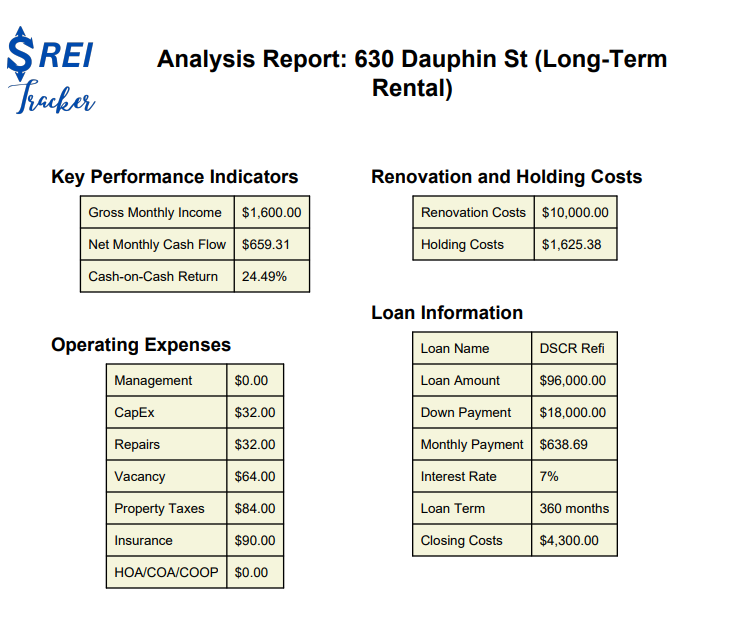 $ REI
Tracker
Analysis Report: 630 Dauphin St (Long-Term
Rental)
Key Performance Indicators
Gross Monthly Income $1,600.00
Net Monthly Cash Flow $659.31
Cash-on-Cash Return 24.49%
Operating Expenses
Management $0.00
CapEx $32.00
Repairs $32.00
Vacancy $64.00
Property Taxes $84.00
Insurance $90.00
HOA/COA/COOP $0.00
Renovation and Holding Costs
Renovation Costs $10,000.00
Holding Costs $1,625.38
Loan Information
Loan Name DSCR Refi
Loan Amount $96,000.00
Down Payment $18,000.00
Monthly Payment $638.69
Interest Rate 7%
Loan Term 360 months
Closing Costs $4,300.00